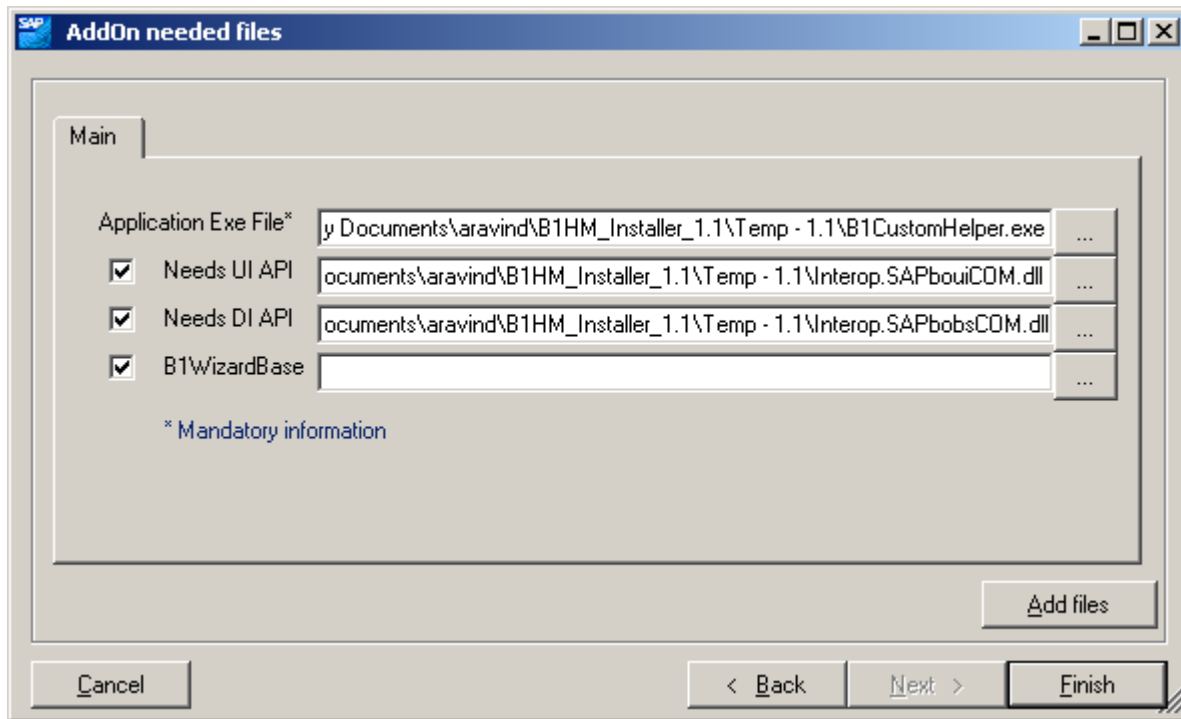 SAP AddOn needed files
Main
Application Exe File* y Documents\aravind\B1HM_Installer_1.1\Temp - 1.1\B1CustomHelper.exe ...
Needs UI API ocuments\aravind\B1HM_Installer_1.1\Temp - 1.1\Interop.SAPbouiCOM.dll ...
Needs DI API ocuments\aravind\B1HM_Installer_1.1\Temp - 1.1\Interop.SAPbobsCOM.dll ...
B1WizardBase ...
* Mandatory information
Add files
Cancel < Back Next > Finish